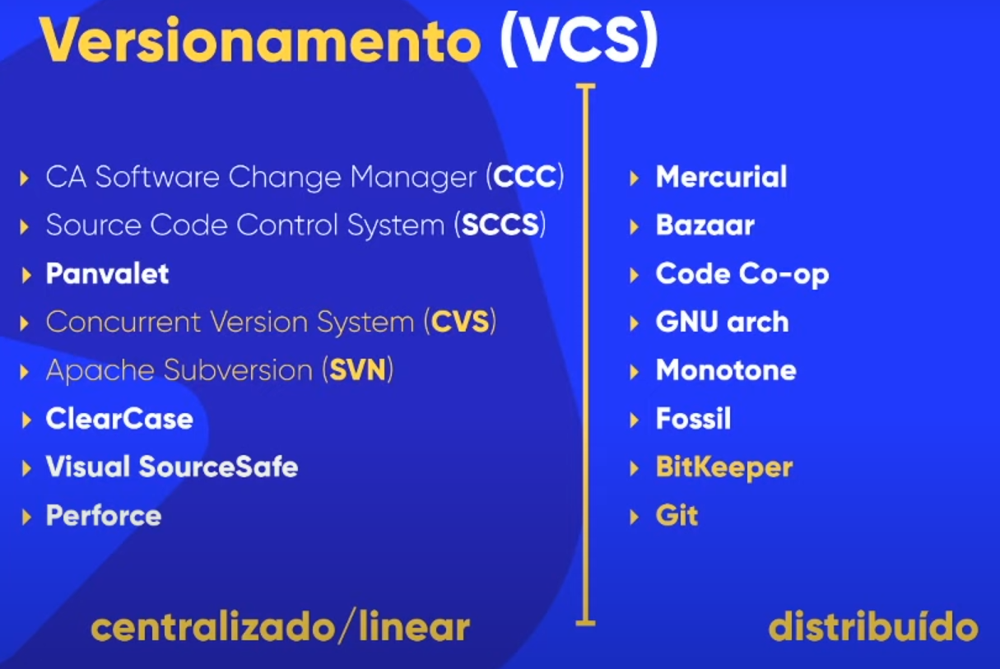 Versionamento (VCS)
CA Software Change Manager (CCC)
Source Code Control System (SCCS)
Panvalet
Concurrent Version System (CVS)
Apache Subversion (SVN)
ClearCase
Visual SourceSafe
Perforce
centralizado/linear
Mercurial
Bazaar
Code Co-op
GNU arch
Monotone
Fossil
BitKeeper
Git
distribuído